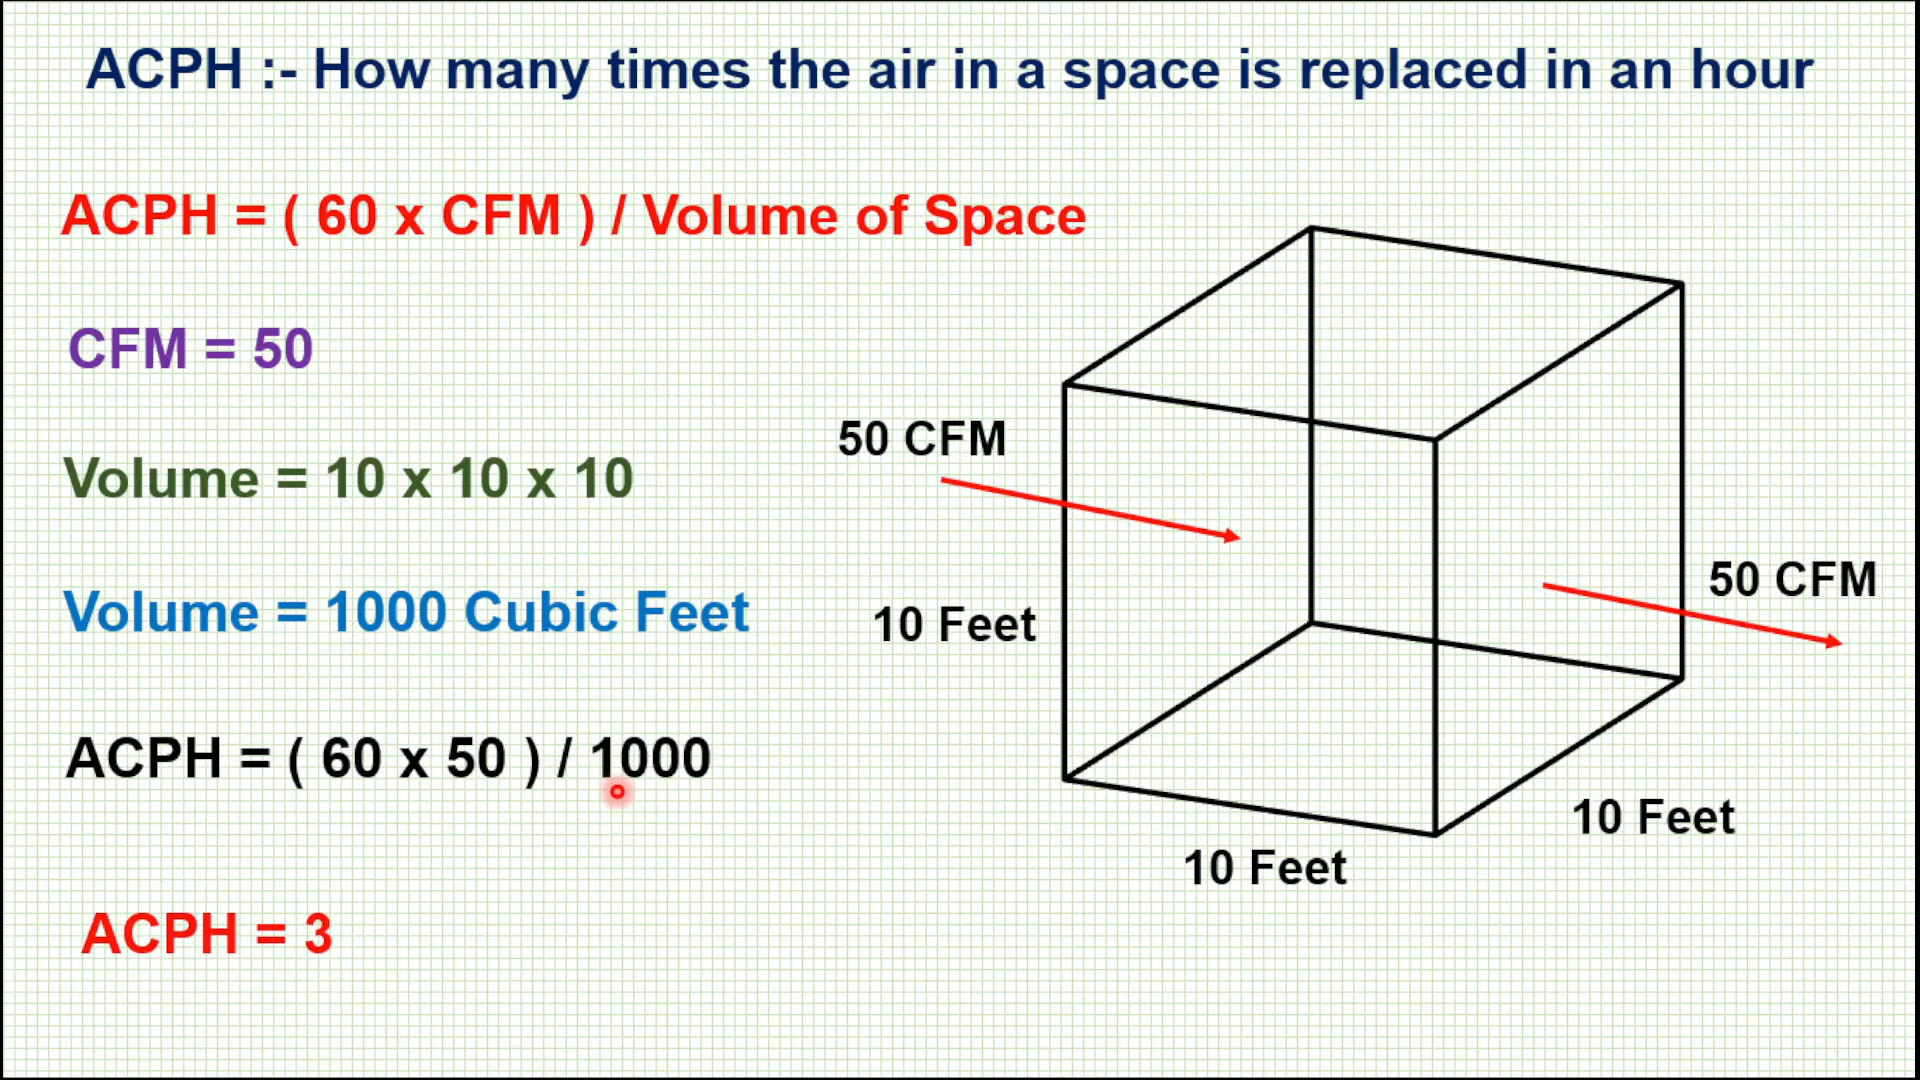 ACPH :- How many times the air in a space is replaced in an hour
ACPH = ( 60 x CFM ) / Volume of Space
CFM = 50
Volume = 10 x 10 x 10
Volume = 1000 Cubic Feet
ACPH = ( 60 x 50 ) / 1000
ACPH = 3
50 CFM
10 Feet
50 CFM
10 Feet
10 Feet